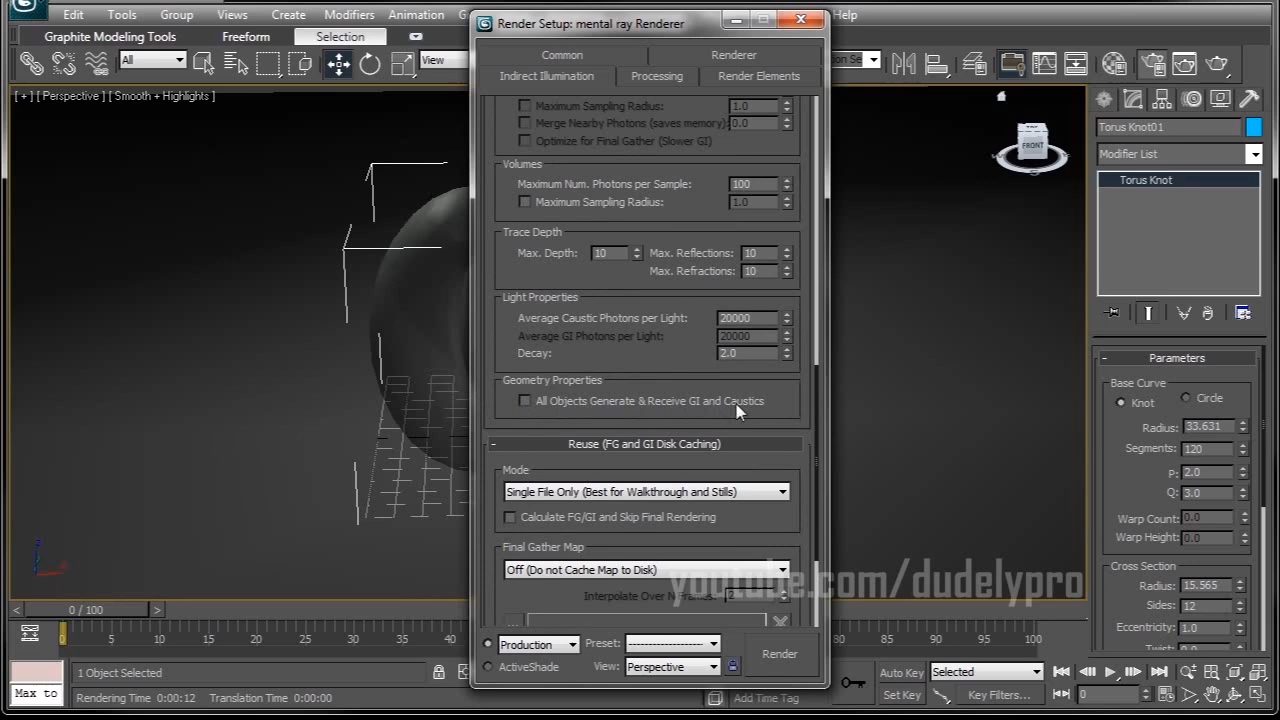 Edit Tools Group Views Create Modifiers Animation Render Setup: mental ray Renderer Help
Graphite Modeling Tools Freeform Selection
All View
Common Renderer
Indirect Illumination Processing Render Elements
[ + ] [ Perspective ] [ Smooth + Highlights ]
Maximum Sampling Radius: 1.0
Merge Nearby Photons (saves memory): 0.0
Optimize for Final Gather (Slower GI)
Volumes
Maximum Num. Photons per Sample: 100
Maximum Sampling Radius: 1.0
Trace Depth
Max. Depth: 10 Max. Reflections: 10
Max. Refractions: 10
Light Properties
Average Caustic Photons per Light: 20000
Average GI Photons per Light: 20000
Decay: 2.0
Geometry Properties
All Objects Generate & Receive GI and Caustics
Reuse (FG and GI Disk Caching)
Mode
Single File Only (Best for Walkthrough and Stills)
Calculate FG/GI and Skip Final Rendering
Final Gather Map
Off (Do not Cache Map to Disk)
Interpolate Over N Frames: 2
...
Production Preset: --------------------
Render
ActiveShade View: Perspective
FRONT
Torus Knot01
Modifier List
Torus Knot
- Parameters
Base Curve
Knot Circle
Radius: 33.631
Segments: 120
P: 2.0
Q: 3.0
Warp Count: 0.0
Warp Height: 0.0
Cross Section
Radius: 15.565
Sides: 12
Eccentricity: 1.0
Twist:
youtube.com/dudelypro
< 0 / 100 >
0 5 10 15 20 25 30 35 40 80 85 90 95 100
1 Object Selected
Auto Key Selected
Max to Rendering Time 0:00:12 Translation Time 0:00:00 Add Time Tag
Set Key Key Filters... 0